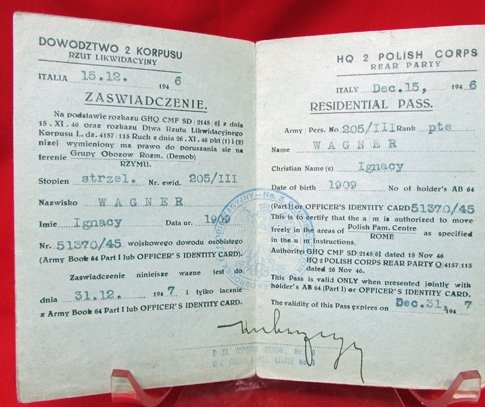 DOWODZTWO 2 KORPUSU
RZUT LIKWIDACYJNY
ITALIA 15.12. 194 6
ZAŚWIADCZENIE.
Na podstawie rozkazu GHQ CMF SD|2145|61 z dnia
15.XI.46 oraz rozkazu Dtwa Rzutu Likwidacyjnego
Korpusu L. dz. 4157|115|Ruch z dnia 26.XI.46 pkt (1) i (2)
niżej wymieniony ma prawo do poruszania się na
terenie Grupy Obozow Rozm. (Demob)
RZYMU.
Stopien strzel. Nr. ewid. 205/III
Nazwisko WAGNER
Imie Ignacy Data ur. 1909
Nr. 51370/45 wojskowego dowodu osobistego
(Army Book 64 Part I lub OFFICER'S IDENTITY CARD.
Zaswiadczenie niniejsze wazne jest do
dnia 31.12. 194 7 i tylko łacznie
z Army Book 64 Part I lub OFFICER'S IDENTITY CARD.
HQ 2 POLISH CORPS
REAR PARTY
ITALY Dec.15, 194 6
RESIDENTIAL PASS.
Army Pers. No 205/III Rank pte
Name WAGNER
Christian Name(s) Ignacy
Date of birth 1909 No of holder's AB 64
(Part I) or OFFICER'S IDENTITY CARD 51370/45
This is to certify that the a|m is authorized to move
freely in the areas of Polish Fam. Centre as specified
ROME
in the u|m instructions.
Authority: GHQ CMF SD|2145|61 dated 15 Nov 46
HQ 2 POLISH CORPS REAR PARTY Q|4157|115
dated 26 Nov 46.
This Pass is valid ONLY when presented jointly with
holder's AB 64 (Part I) or OFFICER'S IDENTITY CARD.
The validity of this Pass expires on Dec.31, 194 7